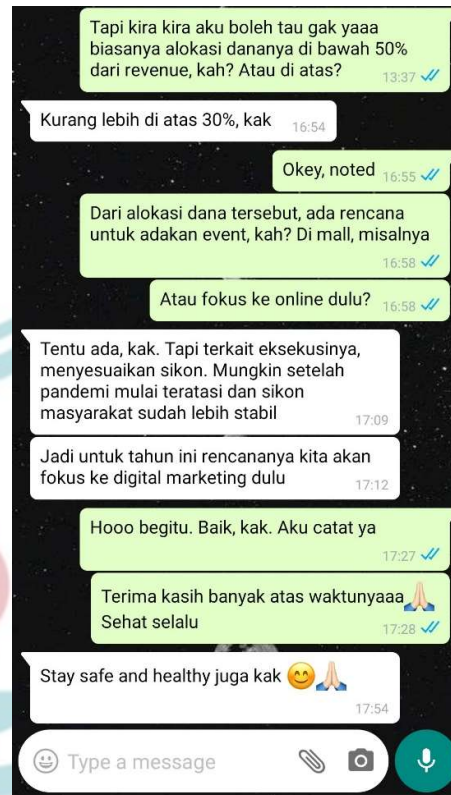 Tapi kira kira aku boleh tau gak yaaa
biasanya alokasi dananya di bawah 50%
dari revenue, kah? Atau di atas?
13:37
Kurang lebih di atas 30%, kak
16:54
Okey, noted
16:55
Dari alokasi dana tersebut, ada rencana
untuk adakan event, kah? Di mall, misalnya
16:58
Atau fokus ke online dulu?
16:58
Tentu ada, kak. Tapi terkait eksekusinya,
menyesuaikan sikon. Mungkin setelah
pandemi mulai teratasi dan sikon
masyarakat sudah lebih stabil
17:09
Jadi untuk tahun ini rencananya kita akan
fokus ke digital marketing dulu
17:12
Hooo begitu. Baik, kak. Aku catat ya
17:27
Terima kasih banyak atas waktunyaaa🙏🏻
Sehat selalu
17:28
Stay safe and healthy juga kak 😊🙏🏻
17:54
Type a message